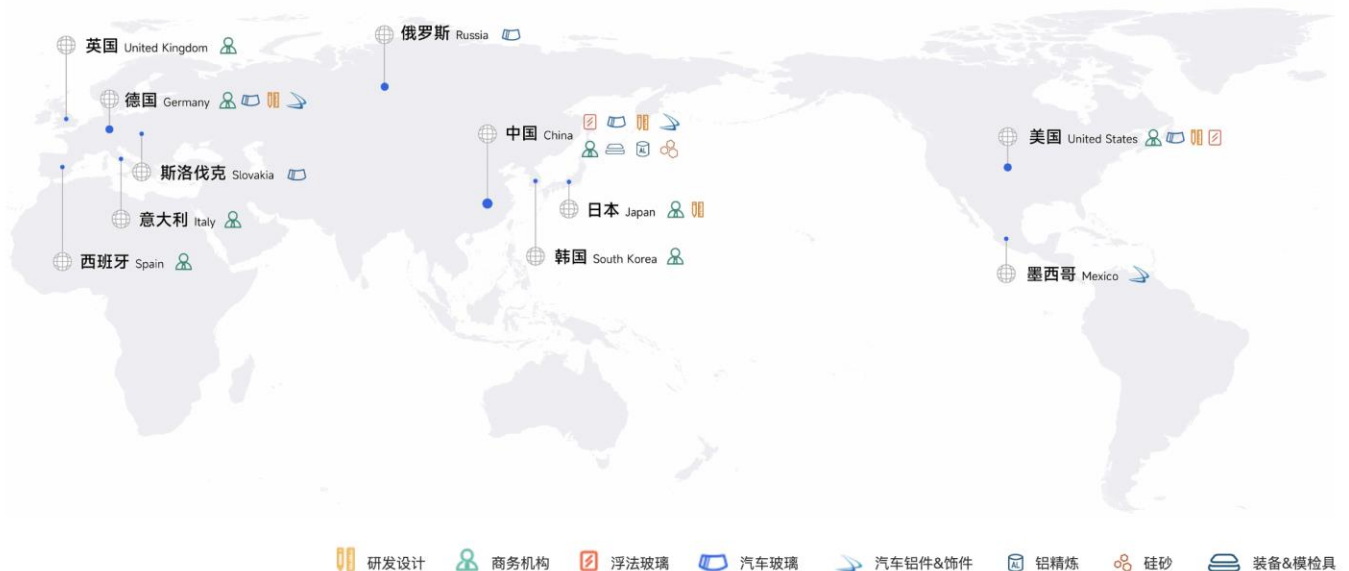 英国 United Kingdom
俄罗斯 Russia
德国 Germany
中国 China
美国 United States
斯洛伐克 Slovakia
日本 Japan
意大利 Italy
韩国 South Korea
西班牙 Spain
墨西哥 Mexico
AL
研发设计 商务机构 浮法玻璃 汽车玻璃 汽车铝件&饰件 AL 铝精炼 硅砂 装备&模检具